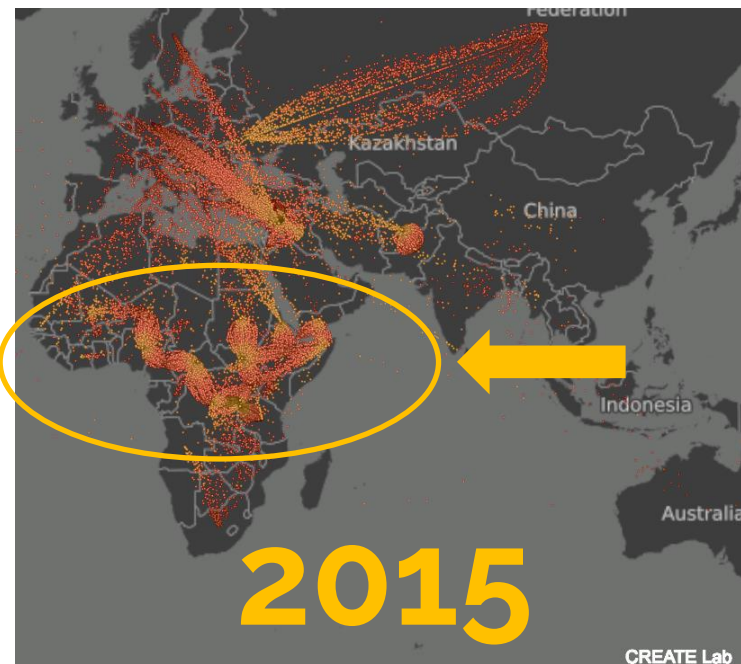 Federation
Kazakhstan
China
Indonesia
Australia
2015
CREATE Lab